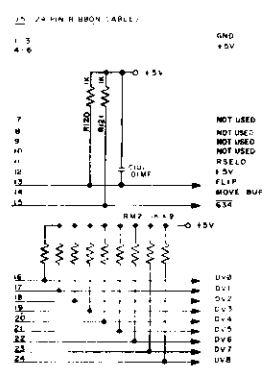 J5 (24 PIN RIBBON CABLE)
1-3 GND
4-6 +5V
1K 1K +5V
R120 R121
.01MF
7 NOT USED
8 NOT USED
9 NOT USED
10 NOT USED
11 RSEL0
12 +5V
13 FLIP
14 MOVE BUF
15 634
RM2 1K x 9 +5V
16 DV0
17 DV1
18 DV2
19 DV3
20 DV4
21 DV5
22 DV6
23 DV7
24 DV8